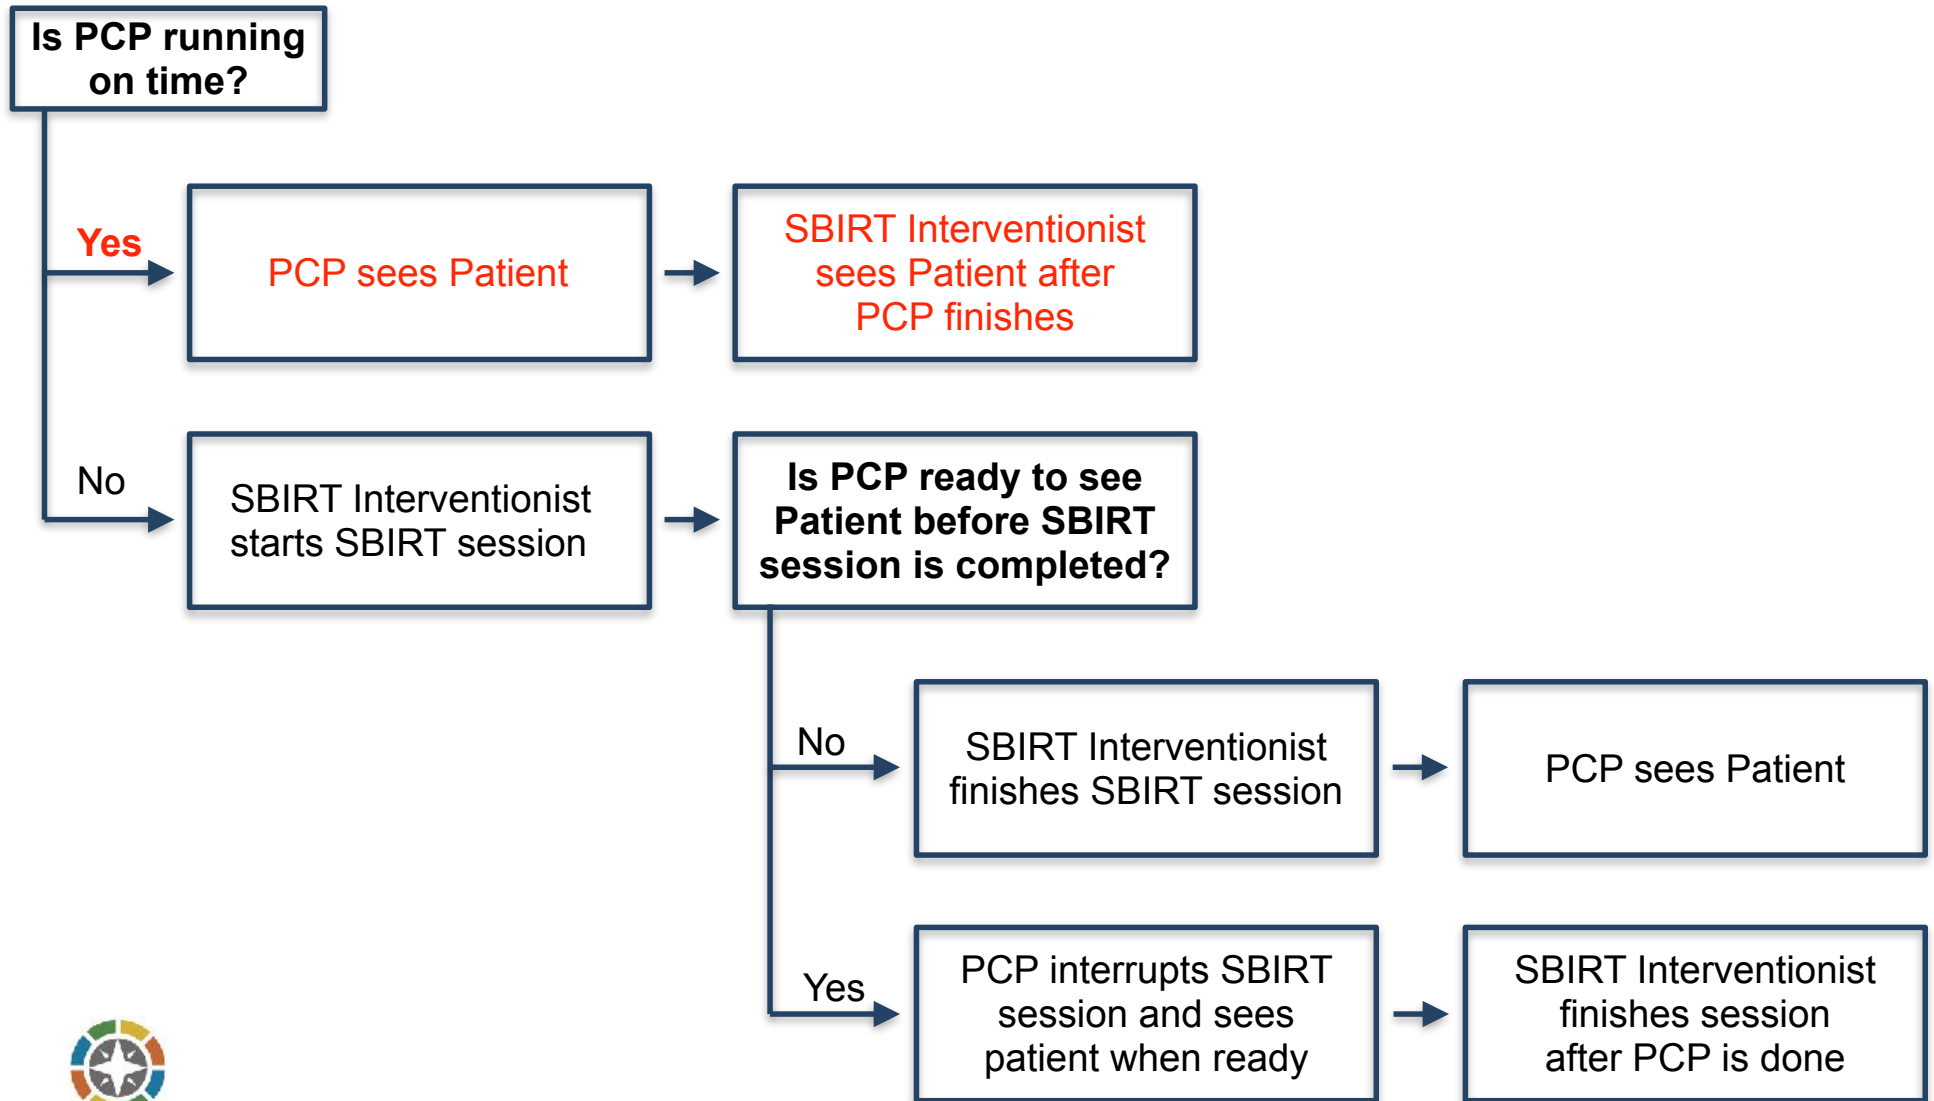 Is PCP running
on time?
Yes
PCP sees Patient
SBIRT Interventionist
sees Patient after
PCP finishes
No
SBIRT Interventionist
starts SBIRT session
Is PCP ready to see
Patient before SBIRT
session is completed?
No
SBIRT Interventionist
finishes SBIRT session
PCP sees Patient
Yes
PCP interrupts SBIRT
session and sees
patient when ready
SBIRT Interventionist
finishes session
after PCP is done